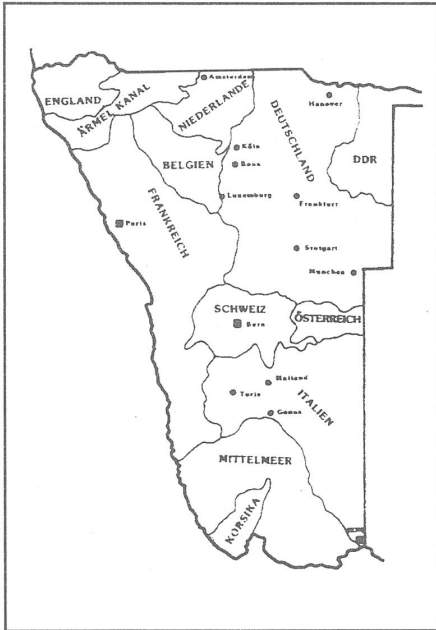 Amsterdam
ENGLAND
ÄRMEL KANAL
NIEDERLANDE
Hanover
DEUTSCHLAND
Köln
Bonn
BELGIEN
DDR
Luxemburg
Frankfurt
FRANKREICH
Paris
Stuttgart
Munchen
SCHWEIZ
Bern
ÖSTERREICH
Mailand
Turin
Genua
ITALIEN
MITTELMEER
KORSIKA